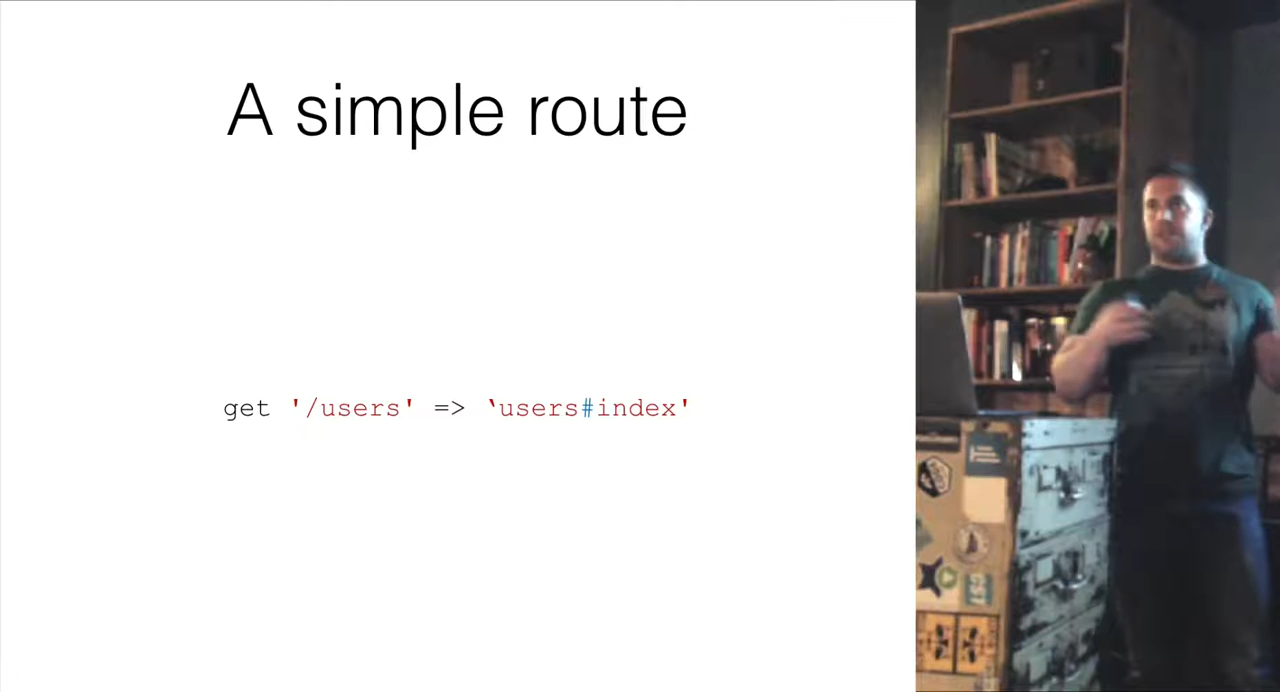 A simple route
get '/users' => ‘users#index'